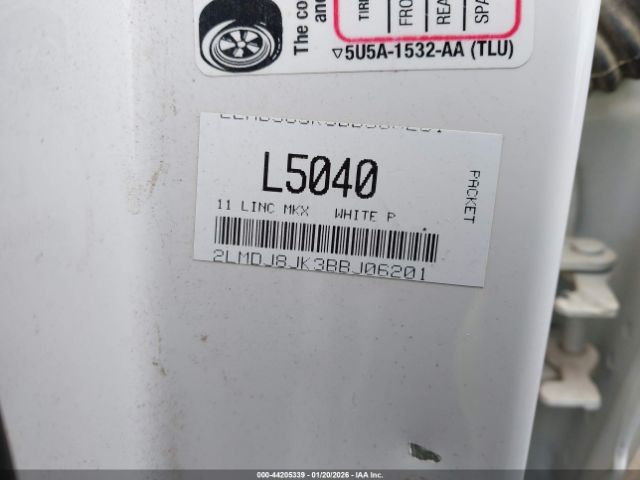 The co
and
TIRE
FRO
REA
SPA
▽5U5A-1532-AA (TLU)
L5040
PACKET
11 LINC MKX WHITE P
2LMDJ8JK3BBJ06201
000-44205339 - 01/20/2026 - IAA Inc.